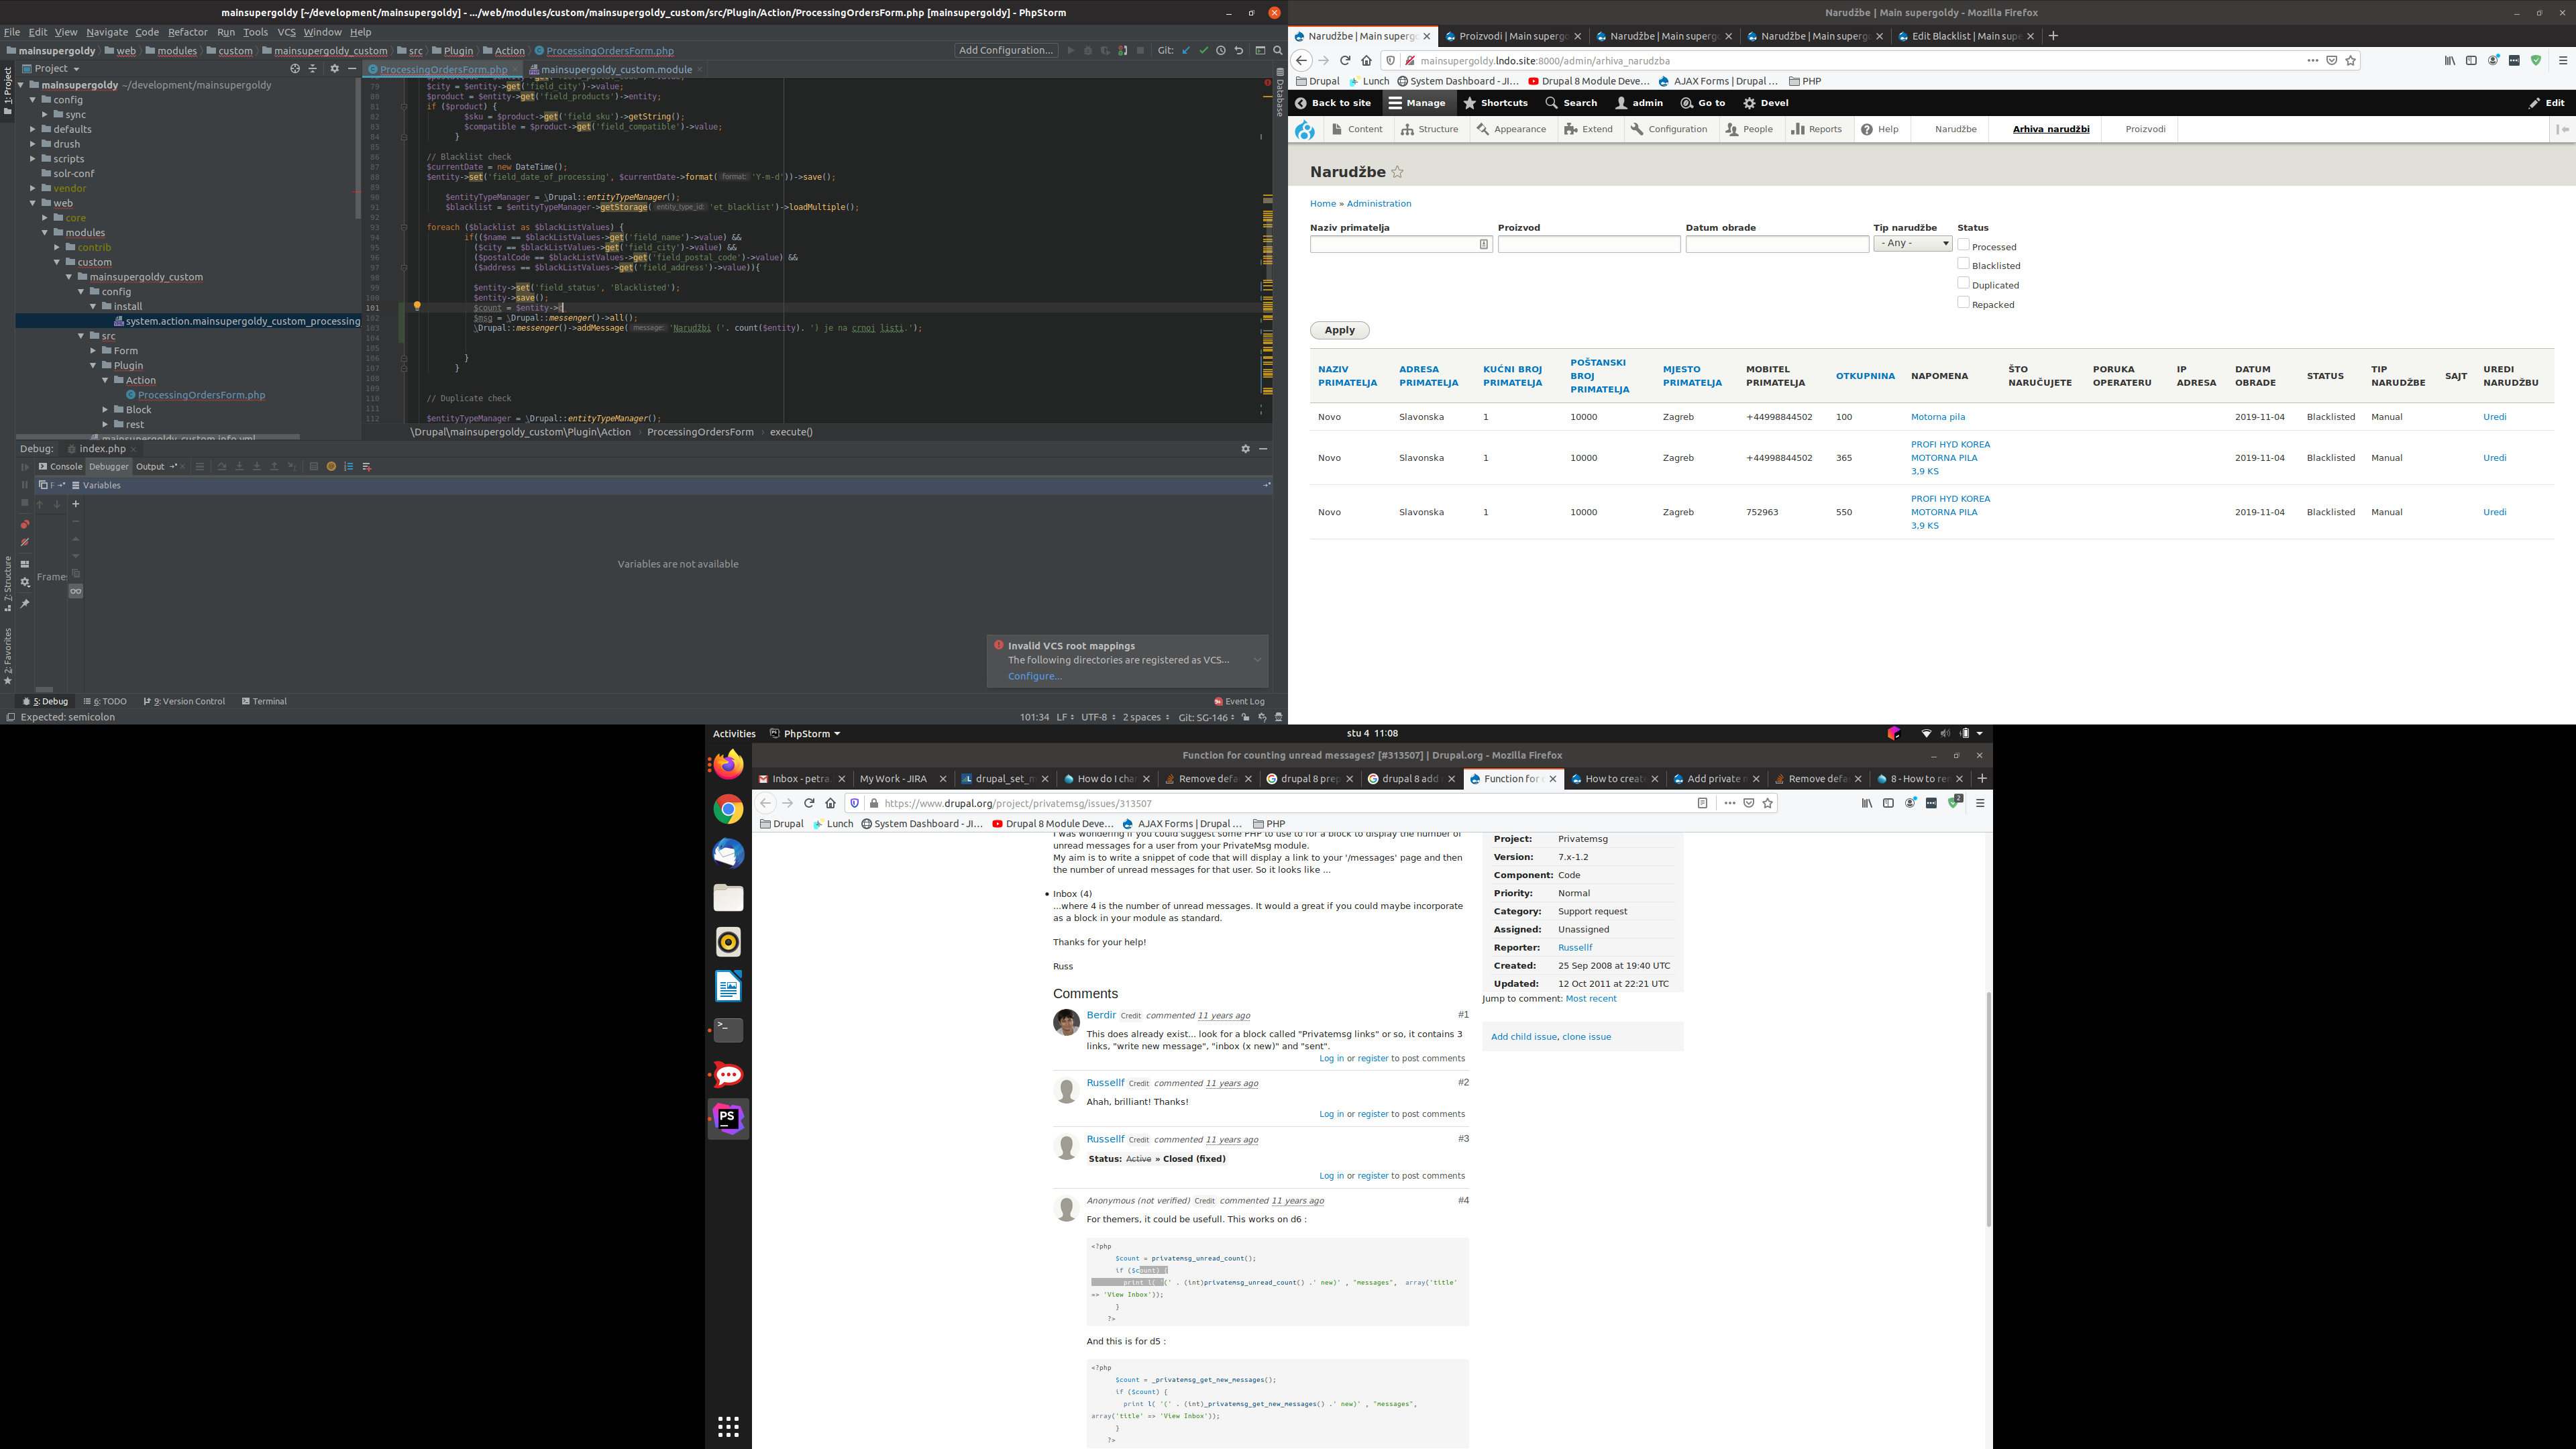 mainsupergoldy [~/development/mainsupergoldy] - .../web/modules/custom/mainsupergoldy_custom/src/Plugin/Action/ProcessingOrdersForm.php [mainsupergoldy] - PhpStorm
File Edit View Navigate Code Refactor Run Tools VCS Window Help
mainsupergoldy web modules custom mainsupergoldy_custom src Plugin Action ProcessingOrdersForm.php
Add Configuration... Git:
1: Project
Project
ProcessingOrdersForm.php mainsupergoldy_custom.module
Database
mainsupergoldy ~/development/mainsupergoldy
config
sync
defaults
drush
scripts
solr-conf
vendor
web
core
modules
contrib
custom
mainsupergoldy_custom
config
install
system.action.mainsupergoldy_custom_processing
src
Form
Plugin
Action
ProcessingOrdersForm.php
Block
rest
mainsupergoldy_custom.info.yml
79 $city = $entity->get('field_city')->value;
80 $product = $entity->get('field_products')->entity;
81 if ($product) {
82 $sku = $product->get('field_sku')->getString();
83 $compatible = $product->get('field_compatible')->value;
84 }
85
86 // Blacklist check
87 $currentDate = new DateTime();
88 $entity->set('field_date_of_processing', $currentDate->format( format: 'Y-m-d'))->save();
89
90 $entityTypeManager = \Drupal::entityTypeManager();
91 $blacklist = $entityTypeManager->getStorage( entity_type_id: 'et_blacklist')->loadMultiple();
92
93 foreach ($blacklist as $blackListValues) {
94 if(($name == $blackListValues->get('field_name')->value) &&
95 ($city == $blackListValues->get('field_city')->value) &&
96 ($postalCode == $blackListValues->get('field_postal_code')->value) &&
97 ($address == $blackListValues->get('field_address')->value)){
98
99 $entity->set('field_status', 'Blacklisted');
100 $entity->save();
101 $count = $entity->
102 $msg = \Drupal::messenger()->all();
103 \Drupal::messenger()->addMessage( message: 'Narudžbi ('. count($entity). ') je na crnoj listi.');
104
105
106 }
107 }
108
109
110 // Duplicate check
111
112 $entityTypeManager = \Drupal::entityTypeManager();
\Drupal\mainsupergoldy_custom\Plugin\Action ProcessingOrdersForm execute()
Debug: index.php
Console Debugger Output
F Variables
Frames
Variables are not available
7: Structure
2: Favorites
Invalid VCS root mappings
The following directories are registered as VCS...
Configure...
5: Debug 6: TODO 9: Version Control Terminal
Event Log
Expected: semicolon
101:34 LF UTF-8 2 spaces Git: SG-146
Narudžbe | Main supergoldy - Mozilla Firefox
Narudžbe | Main supergo Proizvodi | Main supergo Narudžbe | Main supergo Narudžbe | Main supergo Edit Blacklist | Main supe
mainsupergoldy.lndo.site:8000/admin/arhiva_narudzba
Drupal Lunch System Dashboard - JI... Drupal 8 Module Deve... AJAX Forms | Drupal ... PHP
Back to site Manage Shortcuts Search admin Go to Devel Edit
Content Structure Appearance Extend Configuration People Reports Help Narudžbe Arhiva narudžbi Proizvodi
Narudžbe
Home » Administration
Naziv primatelja Proizvod Datum obrade Tip narudžbe Status
- Any -
Processed
Blacklisted
Duplicated
Repacked
Apply
NAZIV PRIMATELJA ADRESA PRIMATELJA KUĆNI BROJ PRIMATELJA POŠTANSKI BROJ PRIMATELJA MJESTO PRIMATELJA MOBITEL PRIMATELJA OTKUPNINA NAPOMENA ŠTO NARUČUJETE PORUKA OPERATERU IP ADRESA DATUM OBRADE STATUS TIP NARUDŽBE SAJT UREDI NARUDŽBU
Novo Slavonska 1 10000 Zagreb +44998844502 100 Motorna pila 2019-11-04 Blacklisted Manual Uredi
Novo Slavonska 1 10000 Zagreb +44998844502 365 PROFI HYD KOREA MOTORNA PILA 3,9 KS 2019-11-04 Blacklisted Manual Uredi
Novo Slavonska 1 10000 Zagreb 752963 550 PROFI HYD KOREA MOTORNA PILA 3,9 KS 2019-11-04 Blacklisted Manual Uredi
Activities PhpStorm stu 4 11:08
Function for counting unread messages? [#313507] | Drupal.org - Mozilla Firefox
Inbox - petra. My Work - JIRA drupal_set_m How do I cha Remove defa drupal 8 prep drupal 8 add Function for How to create Add private n Remove defa 8 - How to re
https://www.drupal.org/project/privatemsg/issues/313507
Drupal Lunch System Dashboard - JI... Drupal 8 Module Deve... AJAX Forms | Drupal ... PHP
I was wondering if you could suggest some PHP to use to for a block to display the number of
unread messages for a user from your PrivateMsg module.
My aim is to write a snippet of code that will display a link to your '/messages' page and then
the number of unread messages for that user. So it looks like ...
• Inbox (4)
...where 4 is the number of unread messages. It would a great if you could maybe incorporate
as a block in your module as standard.
Thanks for your help!
Russ
Project: Privatemsg
Version: 7.x-1.2
Component: Code
Priority: Normal
Category: Support request
Assigned: Unassigned
Reporter: Russellf
Created: 25 Sep 2008 at 19:40 UTC
Updated: 12 Oct 2011 at 22:21 UTC
Jump to comment: Most recent
Add child issue, clone issue
Comments
Berdir Credit commented 11 years ago #1
This does already exist... look for a block called "Privatemsg links" or so, it contains 3
links, "write new message", "inbox (x new)" and "sent".
Log in or register to post comments
Russellf Credit commented 11 years ago #2
Ahah, brilliant! Thanks!
Log in or register to post comments
Russellf Credit commented 11 years ago #3
Status: Active » Closed (fixed)
Log in or register to post comments
Anonymous (not verified) Credit commented 11 years ago #4
For themers, it could be usefull. This works on d6 :
<?php
$count = privatemsg_unread_count();
if ($count) {
print l( '(' . (int)privatemsg_unread_count() .' new)' , "messages", array('title'
=> 'View Inbox'));
}
?>
And this is for d5 :
<?php
$count = _privatemsg_get_new_messages();
if ($count) {
print l( '(' . (int)_privatemsg_get_new_messages() .' new)' , "messages",
array('title' => 'View Inbox'));
}
?>